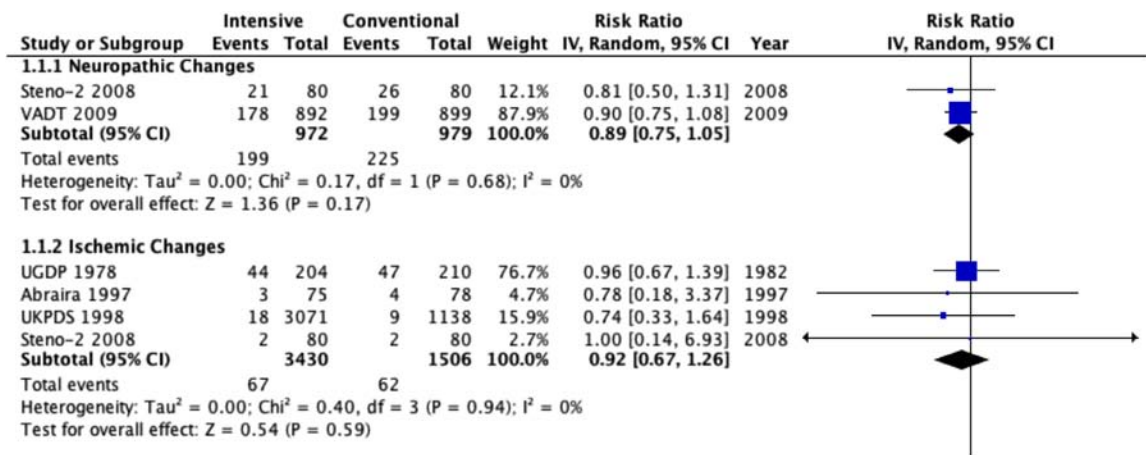 Intensive Conventional Risk Ratio Risk Ratio
Study or Subgroup Events Total Events Total Weight IV, Random, 95% CI Year IV, Random, 95% CI
1.1.1 Neuropathic Changes
Steno-2 2008 21 80 26 80 12.1% 0.81 [0.50, 1.31] 2008
VADT 2009 178 892 199 899 87.9% 0.90 [0.75, 1.08] 2009
Subtotal (95% CI) 972 979 100.0% 0.89 [0.75, 1.05]
Total events 199 225
Heterogeneity: Tau² = 0.00; Chi² = 0.17, df = 1 (P = 0.68); I² = 0%
Test for overall effect: Z = 1.36 (P = 0.17)
1.1.2 Ischemic Changes
UGDP 1978 44 204 47 210 76.7% 0.96 [0.67, 1.39] 1982
Abraira 1997 3 75 4 78 4.7% 0.78 [0.18, 3.37] 1997
UKPDS 1998 18 3071 9 1138 15.9% 0.74 [0.33, 1.64] 1998
Steno-2 2008 2 80 2 80 2.7% 1.00 [0.14, 6.93] 2008
Subtotal (95% CI) 3430 1506 100.0% 0.92 [0.67, 1.26]
Total events 67 62
Heterogeneity: Tau² = 0.00; Chi² = 0.40, df = 3 (P = 0.94); I² = 0%
Test for overall effect: Z = 0.54 (P = 0.59)